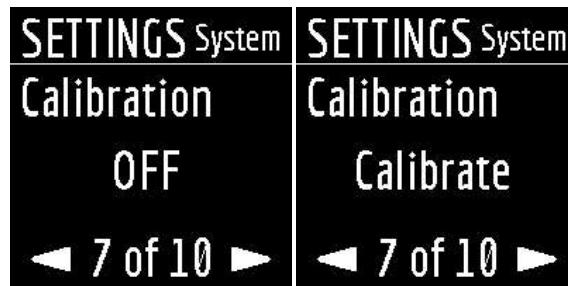 SETTINGS System
Calibration
OFF
◄ 7 of 10 ►
SETTINGS System
Calibration
Calibrate
◄ 7 of 10 ►